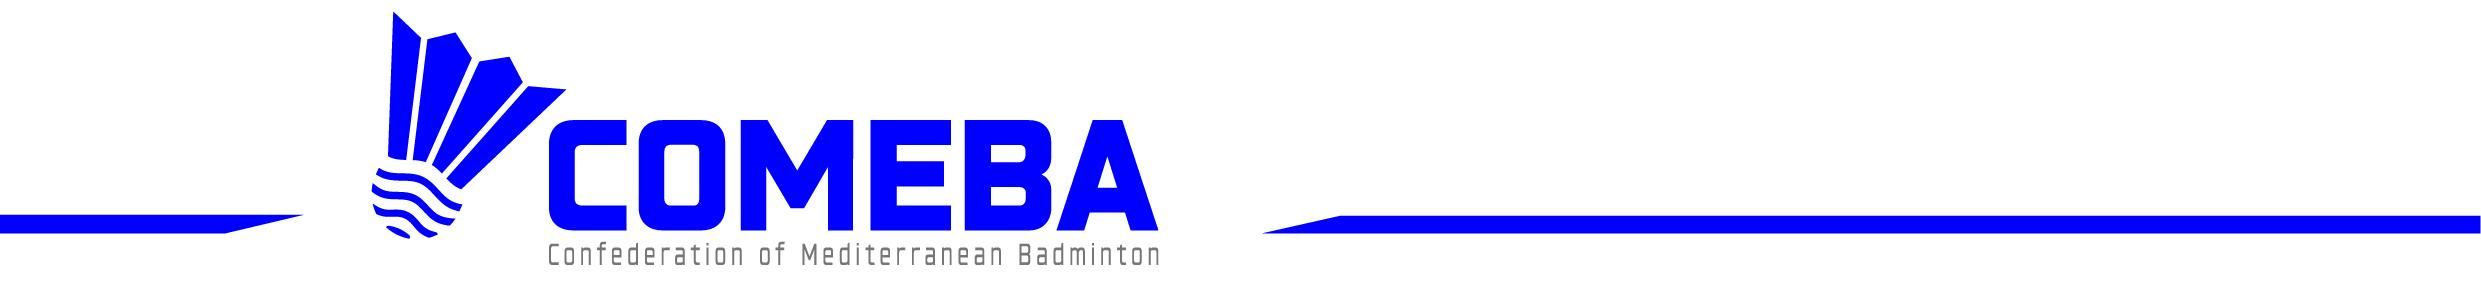 COMEBA
Confederation of Mediterranean Badminton